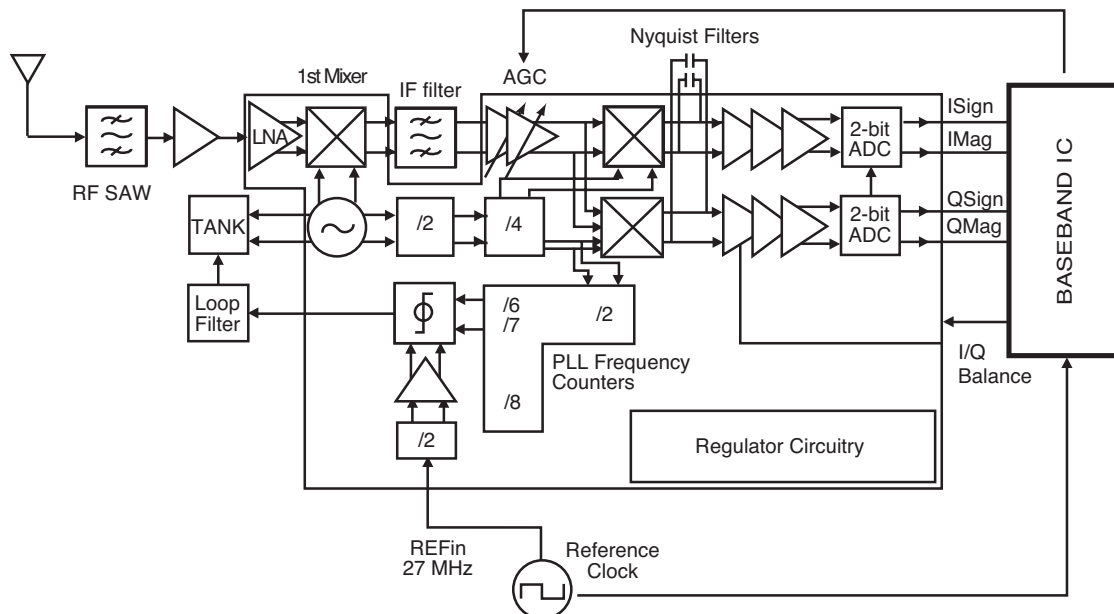 Nyquist Filters
1st Mixer
IF filter
AGC
LNA
2-bit
ADC
ISign
IMag
RF SAW
TANK
/2
/4
2-bit
ADC
QSign
QMag
BASEBAND IC
Loop
Filter
/6
/7
/2
/8
PLL Frequency
Counters
I/Q
Balance
/2
Regulator Circuitry
REFin
27 MHz
Reference
Clock